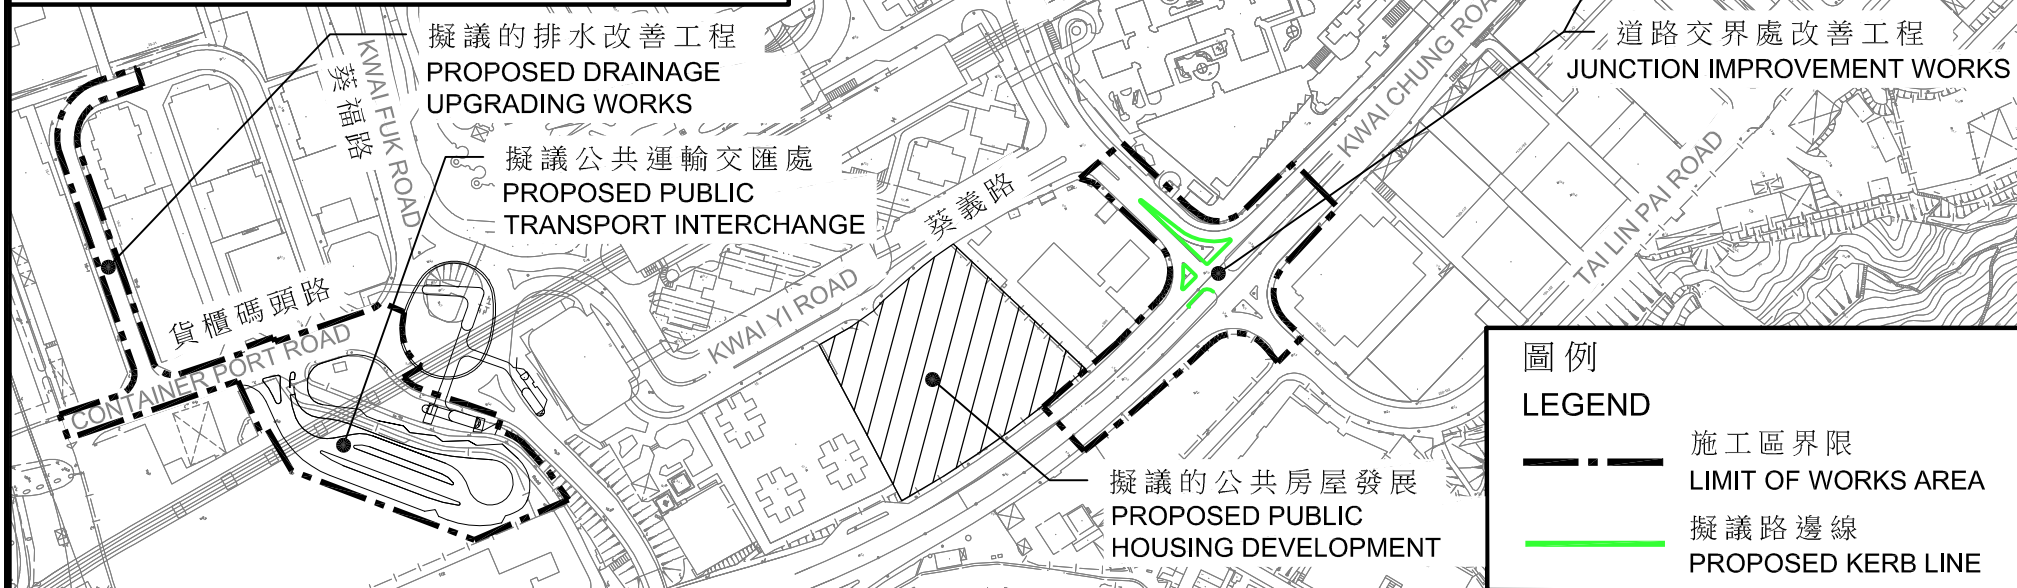 擬議的排水改善工程
PROPOSED DRAINAGE
UPGRADING WORKS
道路交界處改善工程
JUNCTION IMPROVEMENT WORKS
KWAI FUK ROAD
葵福路
擬議公共運輸交匯處
PROPOSED PUBLIC
TRANSPORT INTERCHANGE
KWAI CHUNG ROA
TAI LIN PAI ROAD
葵義路
KWAI YI ROAD
貨櫃碼頭路
CONTAINER PORT ROAD
擬議的公共房屋發展
PROPOSED PUBLIC
HOUSING DEVELOPMENT
圖例
LEGEND
施工區界限
LIMIT OF WORKS AREA
擬議路邊線
PROPOSED KERB LINE